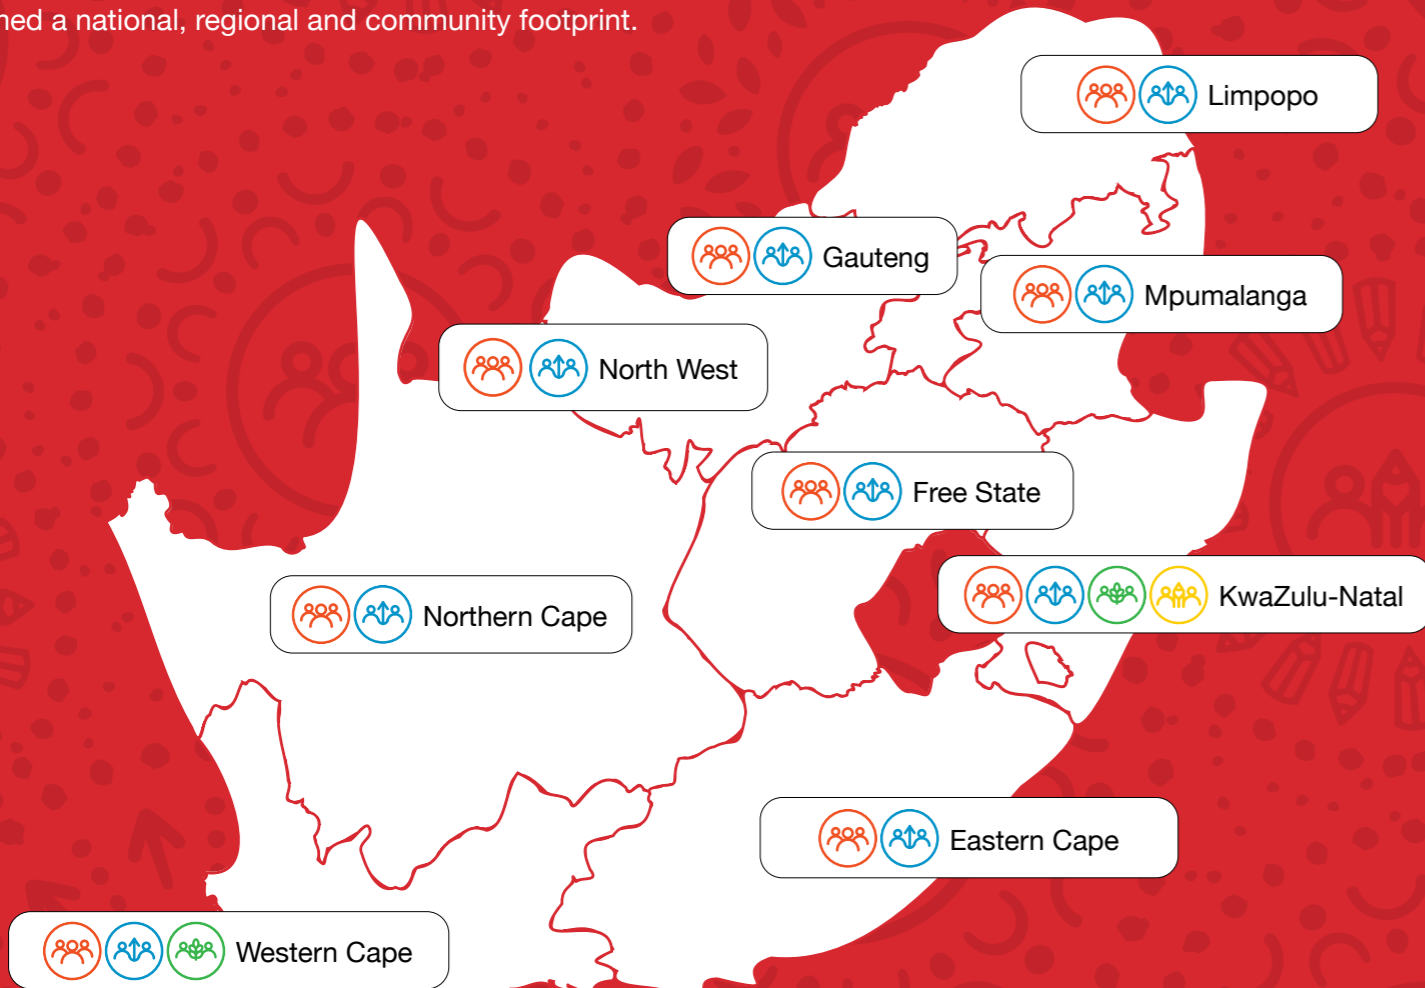 a national, regional and community footprint.
Limpopo
Gauteng
Mpumalanga
North West
Free State
KwaZulu-Natal
Northern Cape
Eastern Cape
Western Cape